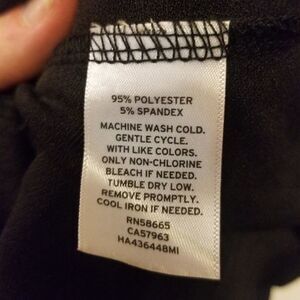 95% POLYESTER
5% SPANDEX
MACHINE WASH COLD.
GENTLE CYCLE.
WITH LIKE COLORS.
ONLY NON-CHLORINE
BLEACH IF NEEDED.
TUMBLE DRY LOW.
REMOVE PROMPTLY.
COOL IRON IF NEEDED.
RN58665
CA57963
HA436448MI